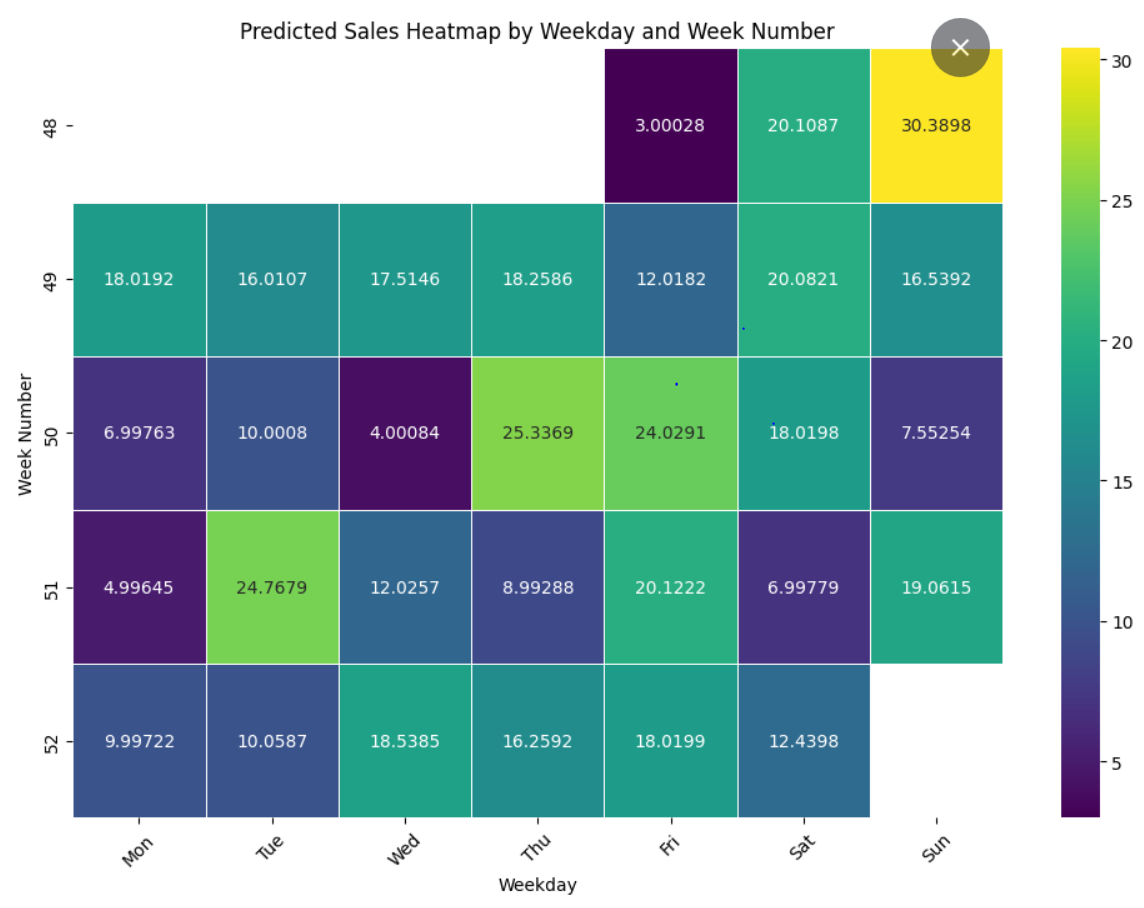 Predicted Sales Heatmap by Weekday and Week Number
30
48
3.00028 20.1087 30.3898
25
49
18.0192 16.0107 17.5146 18.2586 12.0182 20.0821 16.5392
20
Week Number
50
6.99763 10.0008 4.00084 25.3369 24.0291 18.0198 7.55254
15
51
4.99645 24.7679 12.0257 8.99288 20.1222 6.99779 19.0615
10
52
9.99722 10.0587 18.5385 16.2592 18.0199 12.4398
5
Mon Tue Wed Thu Fri Sat Sun
Weekday